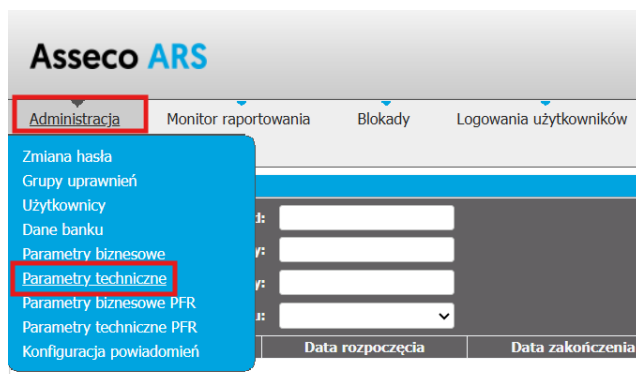 Asseco ARS
Administracja Monitor raportowania Blokady Logowania użytkowników
Zmiana hasła
Grupy uprawnień
Użytkownicy
Dane banku
Parametry biznesowe
Parametry techniczne
Parametry biznesowe PFR
Parametry techniczne PFR
Konfiguracja powiadomień
Data rozpoczęcia Data zakończenia